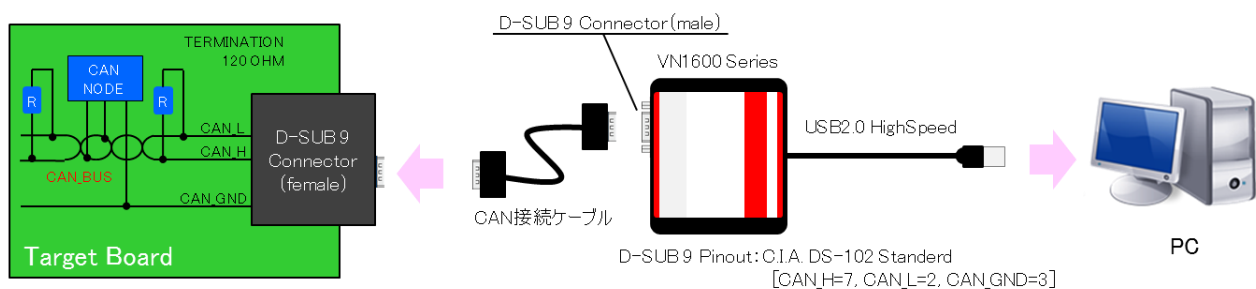 D-SUB 9 Connector(male)
TERMINATION
120 OHM
CAN
NODE
R
R
CAN_L
CAN_H
CAN_BUS
CAN_GND
D-SUB 9
Connector
(female)
Target Board
CAN接続ケーブル
VN1600 Series
USB2.0 HighSpeed
D-SUB 9 Pinout：C.I.A. DS-102 Standerd
[CAN_H=7, CAN_L=2, CAN_GND=3]
PC